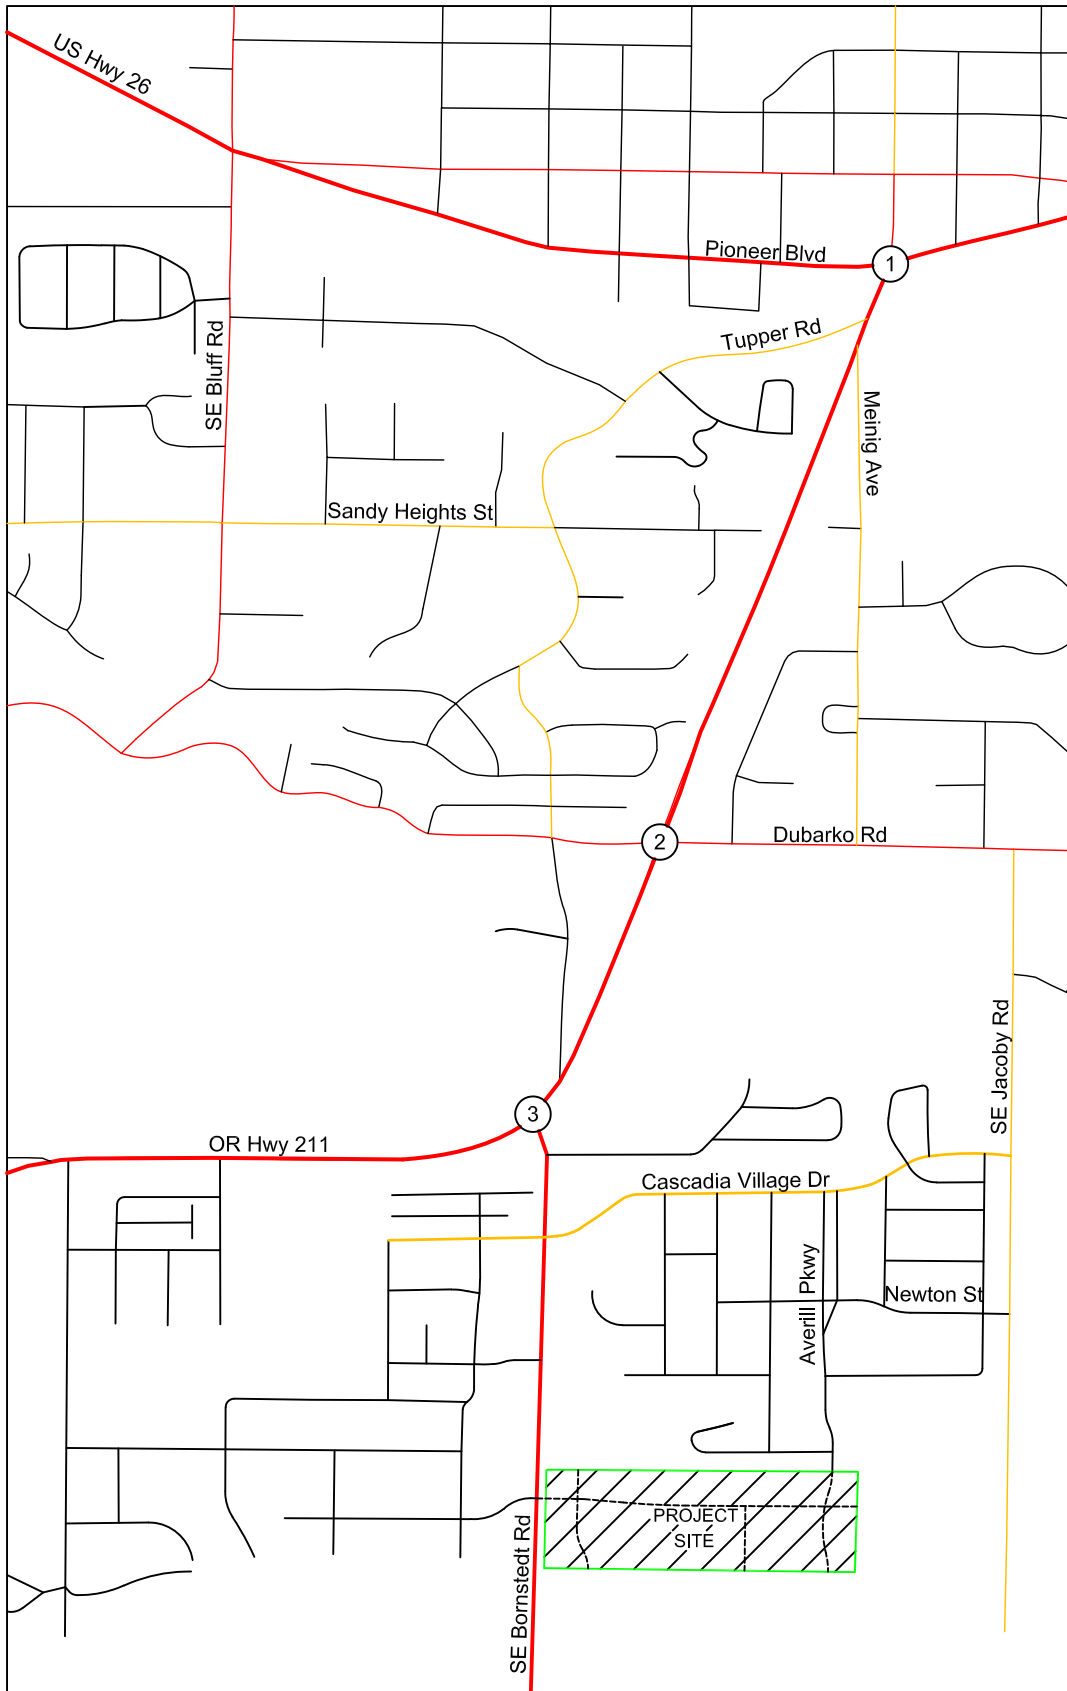 US Hwy 26
Pioneer Blvd
1
Tupper Rd
SE Bluff Rd
Meinig Ave
Sandy Heights St
Dubarko Rd
2
SE Jacoby Rd
3
OR Hwy 211
Cascadia Village Dr
Averill Pkwy
Newton St
PROJECT
SITE
SE Bornstedt Rd